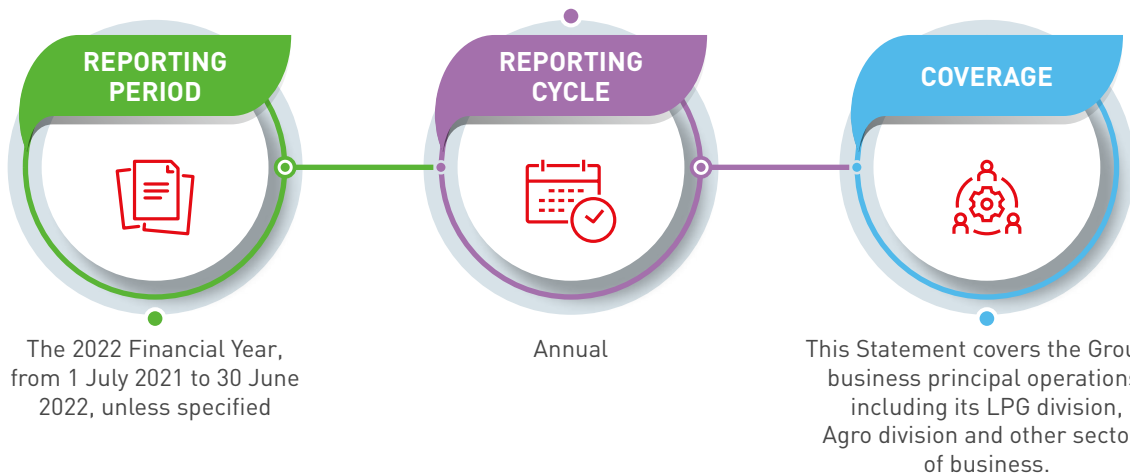 REPORTING
PERIOD
The 2022 Financial Year,
from 1 July 2021 to 30 June
2022, unless specified
REPORTING
CYCLE
Annual
COVERAGE
This Statement covers the
business principal
including its LPG division,
Agro division and other
of business.